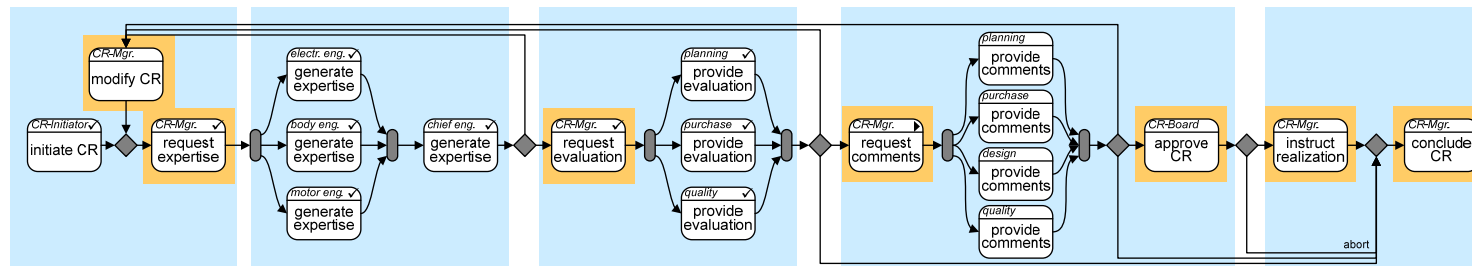 CR-Mgr.
modify CR
CR-Initiator
initiate CR
CR-Mgr.
request
expertise
electr. eng.
generate
expertise
body eng.
generate
expertise
motor eng.
generate
expertise
chief eng.
generate
expertise
CR-Mgr.
request
evaluation
planning
provide
evaluation
purchase
provide
evaluation
quality
provide
evaluation
CR-Mgr.
request
comments
planning
provide
comments
purchase
provide
comments
design
provide
comments
quality
provide
comments
CR-Board
approve
CR
CR-Mgr.
instruct
realization
abort
CR-Mgr.
conclude
CR